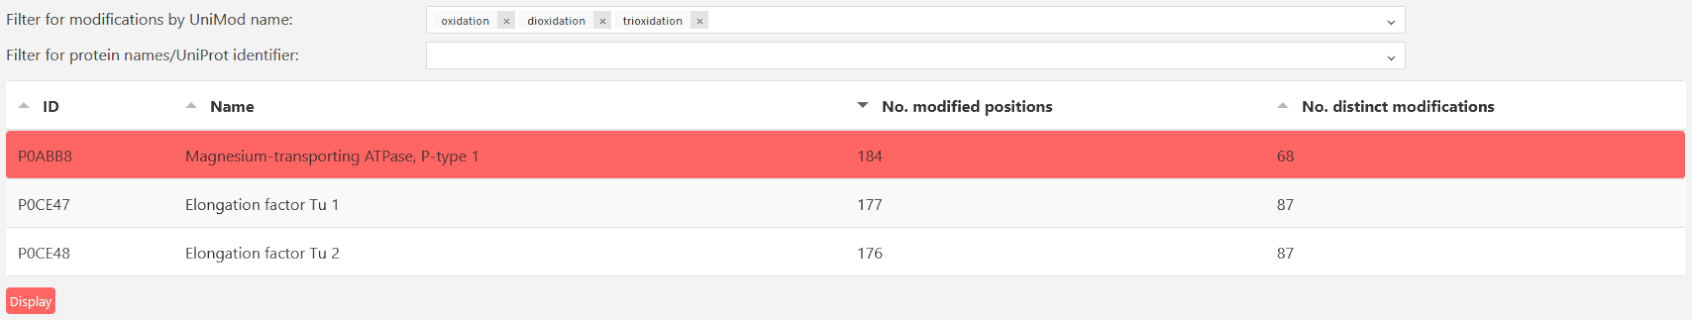 Filter for modifications by UniMod name: oxidation × dioxidation × trioxidation ×
Filter for protein names/UniProt identifier:
ID Name No. modified positions No. distinct modifications
P0ABB8 Magnesium-transporting ATPase, P-type 1 184 68
P0CE47 Elongation factor Tu 1 177 87
P0CE48 Elongation factor Tu 2 176 87
Display